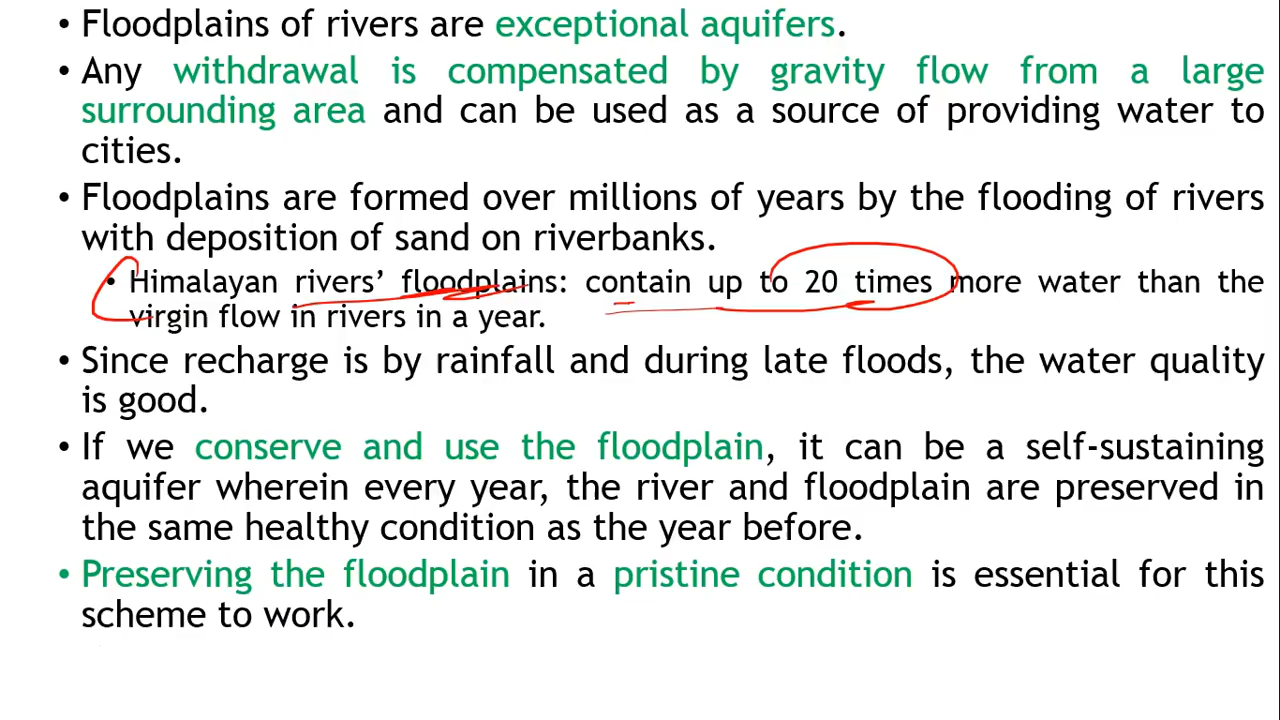 • Floodplains of rivers are exceptional aquifers.
• Any withdrawal is compensated by gravity flow from a large
surrounding area and can be used as a source of providing water to
cities.
• Floodplains are formed over millions of years by the flooding of rivers
with deposition of sand on riverbanks.
• Himalayan rivers’ floodplains: contain up to 20 times more water than the
virgin flow in rivers in a year.
• Since recharge is by rainfall and during late floods, the water quality
is good.
• If we conserve and use the floodplain, it can be a self-sustaining
aquifer wherein every year, the river and floodplain are preserved in
the same healthy condition as the year before.
• Preserving the floodplain in a pristine condition is essential for this
scheme to work.